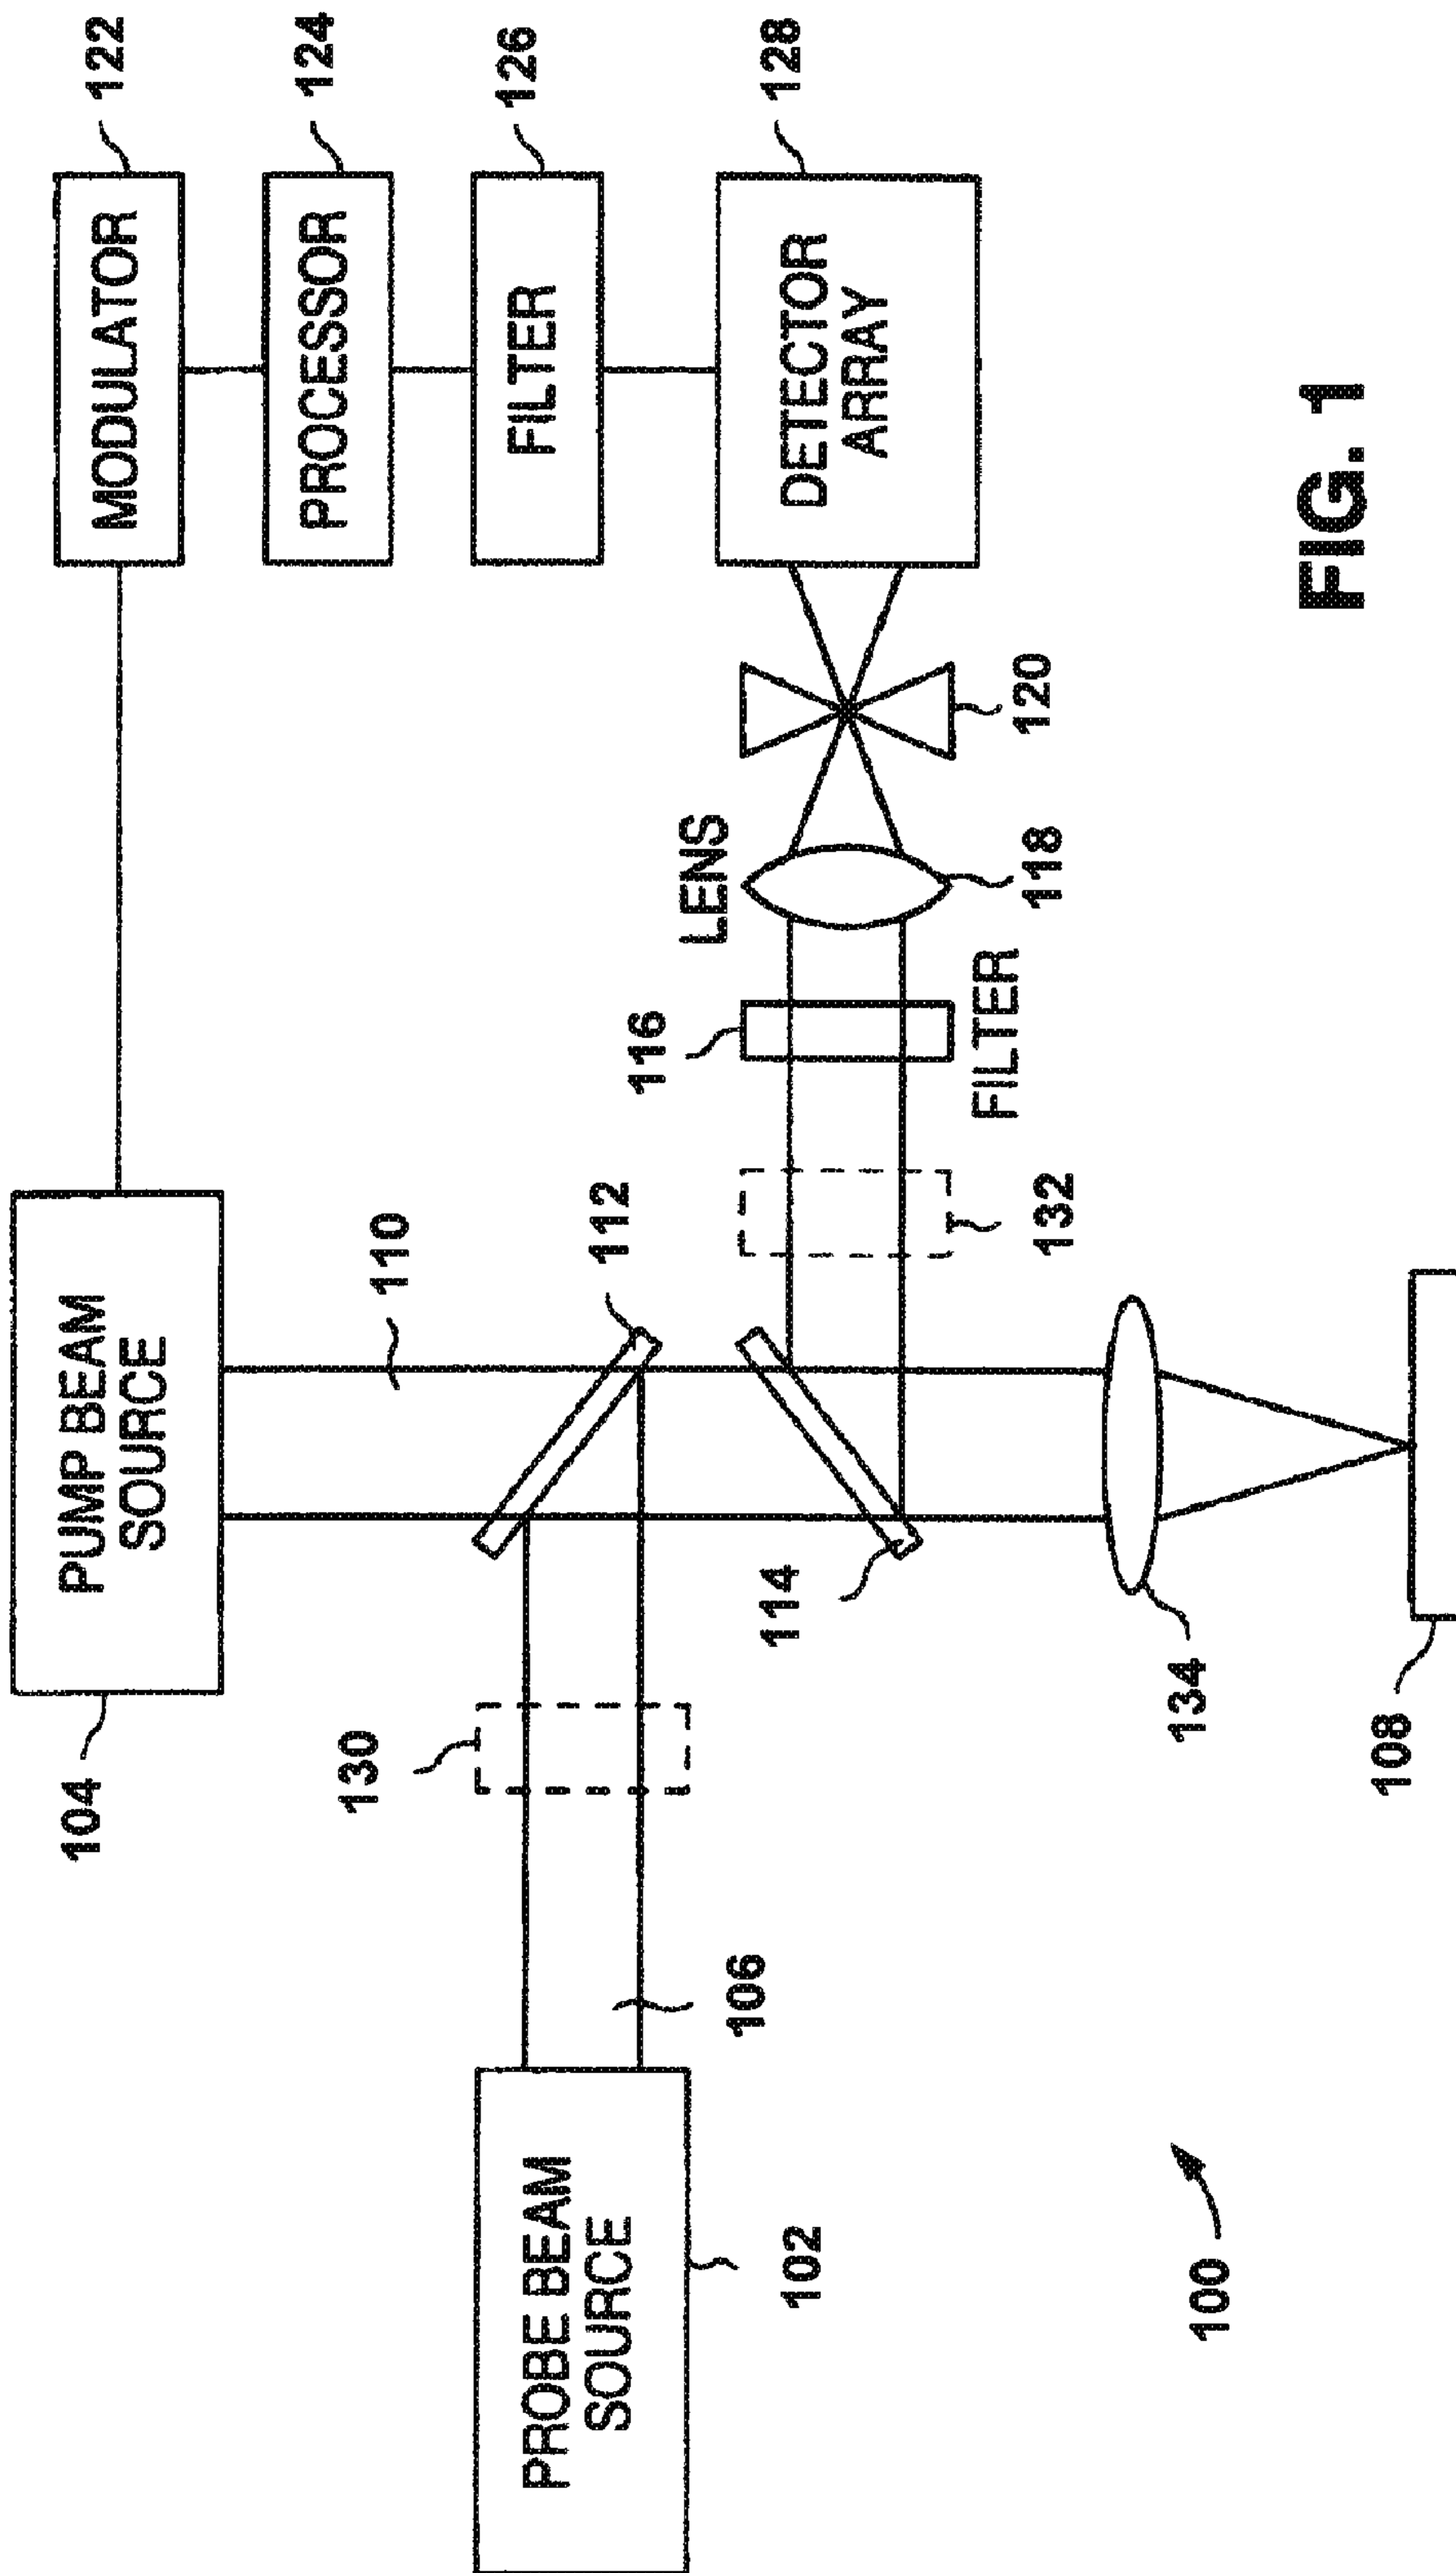 PUMP BEAM
SOURCE
104
110
112
MODULATOR
122
PROCESSOR
124
FILTER
126
DETECTOR
ARRAY
128
PROBE BEAM
SOURCE
102
106
130
114
132
116
FILTER
LENS
118
120
134
108
100
FIG. 1